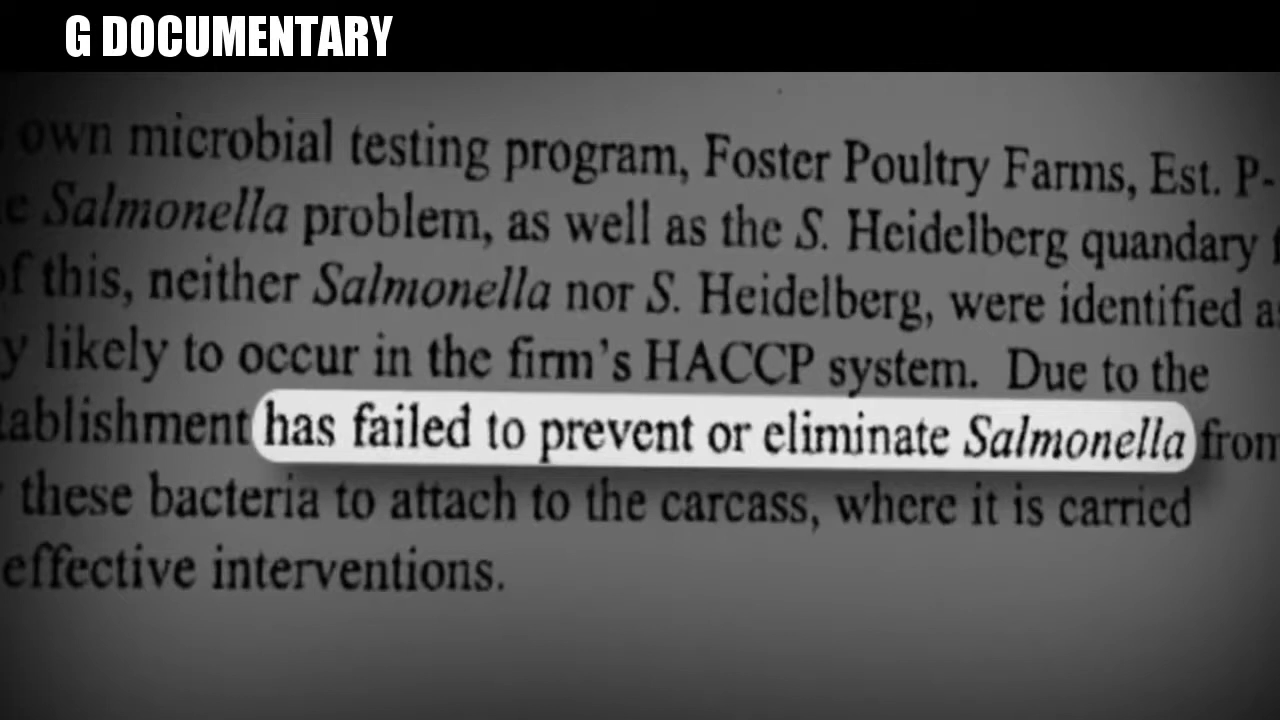 G DOCUMENTARY
own microbial testing program, Foster Poultry Farms, Est. P-
e Salmonella problem, as well as the S. Heidelberg quandary
of this, neither Salmonella nor S. Heidelberg, were identified as
y likely to occur in the firm's HACCP system. Due to the
tablishment has failed to prevent or eliminate Salmonella from
these bacteria to attach to the carcass, where it is carried
effective interventions.